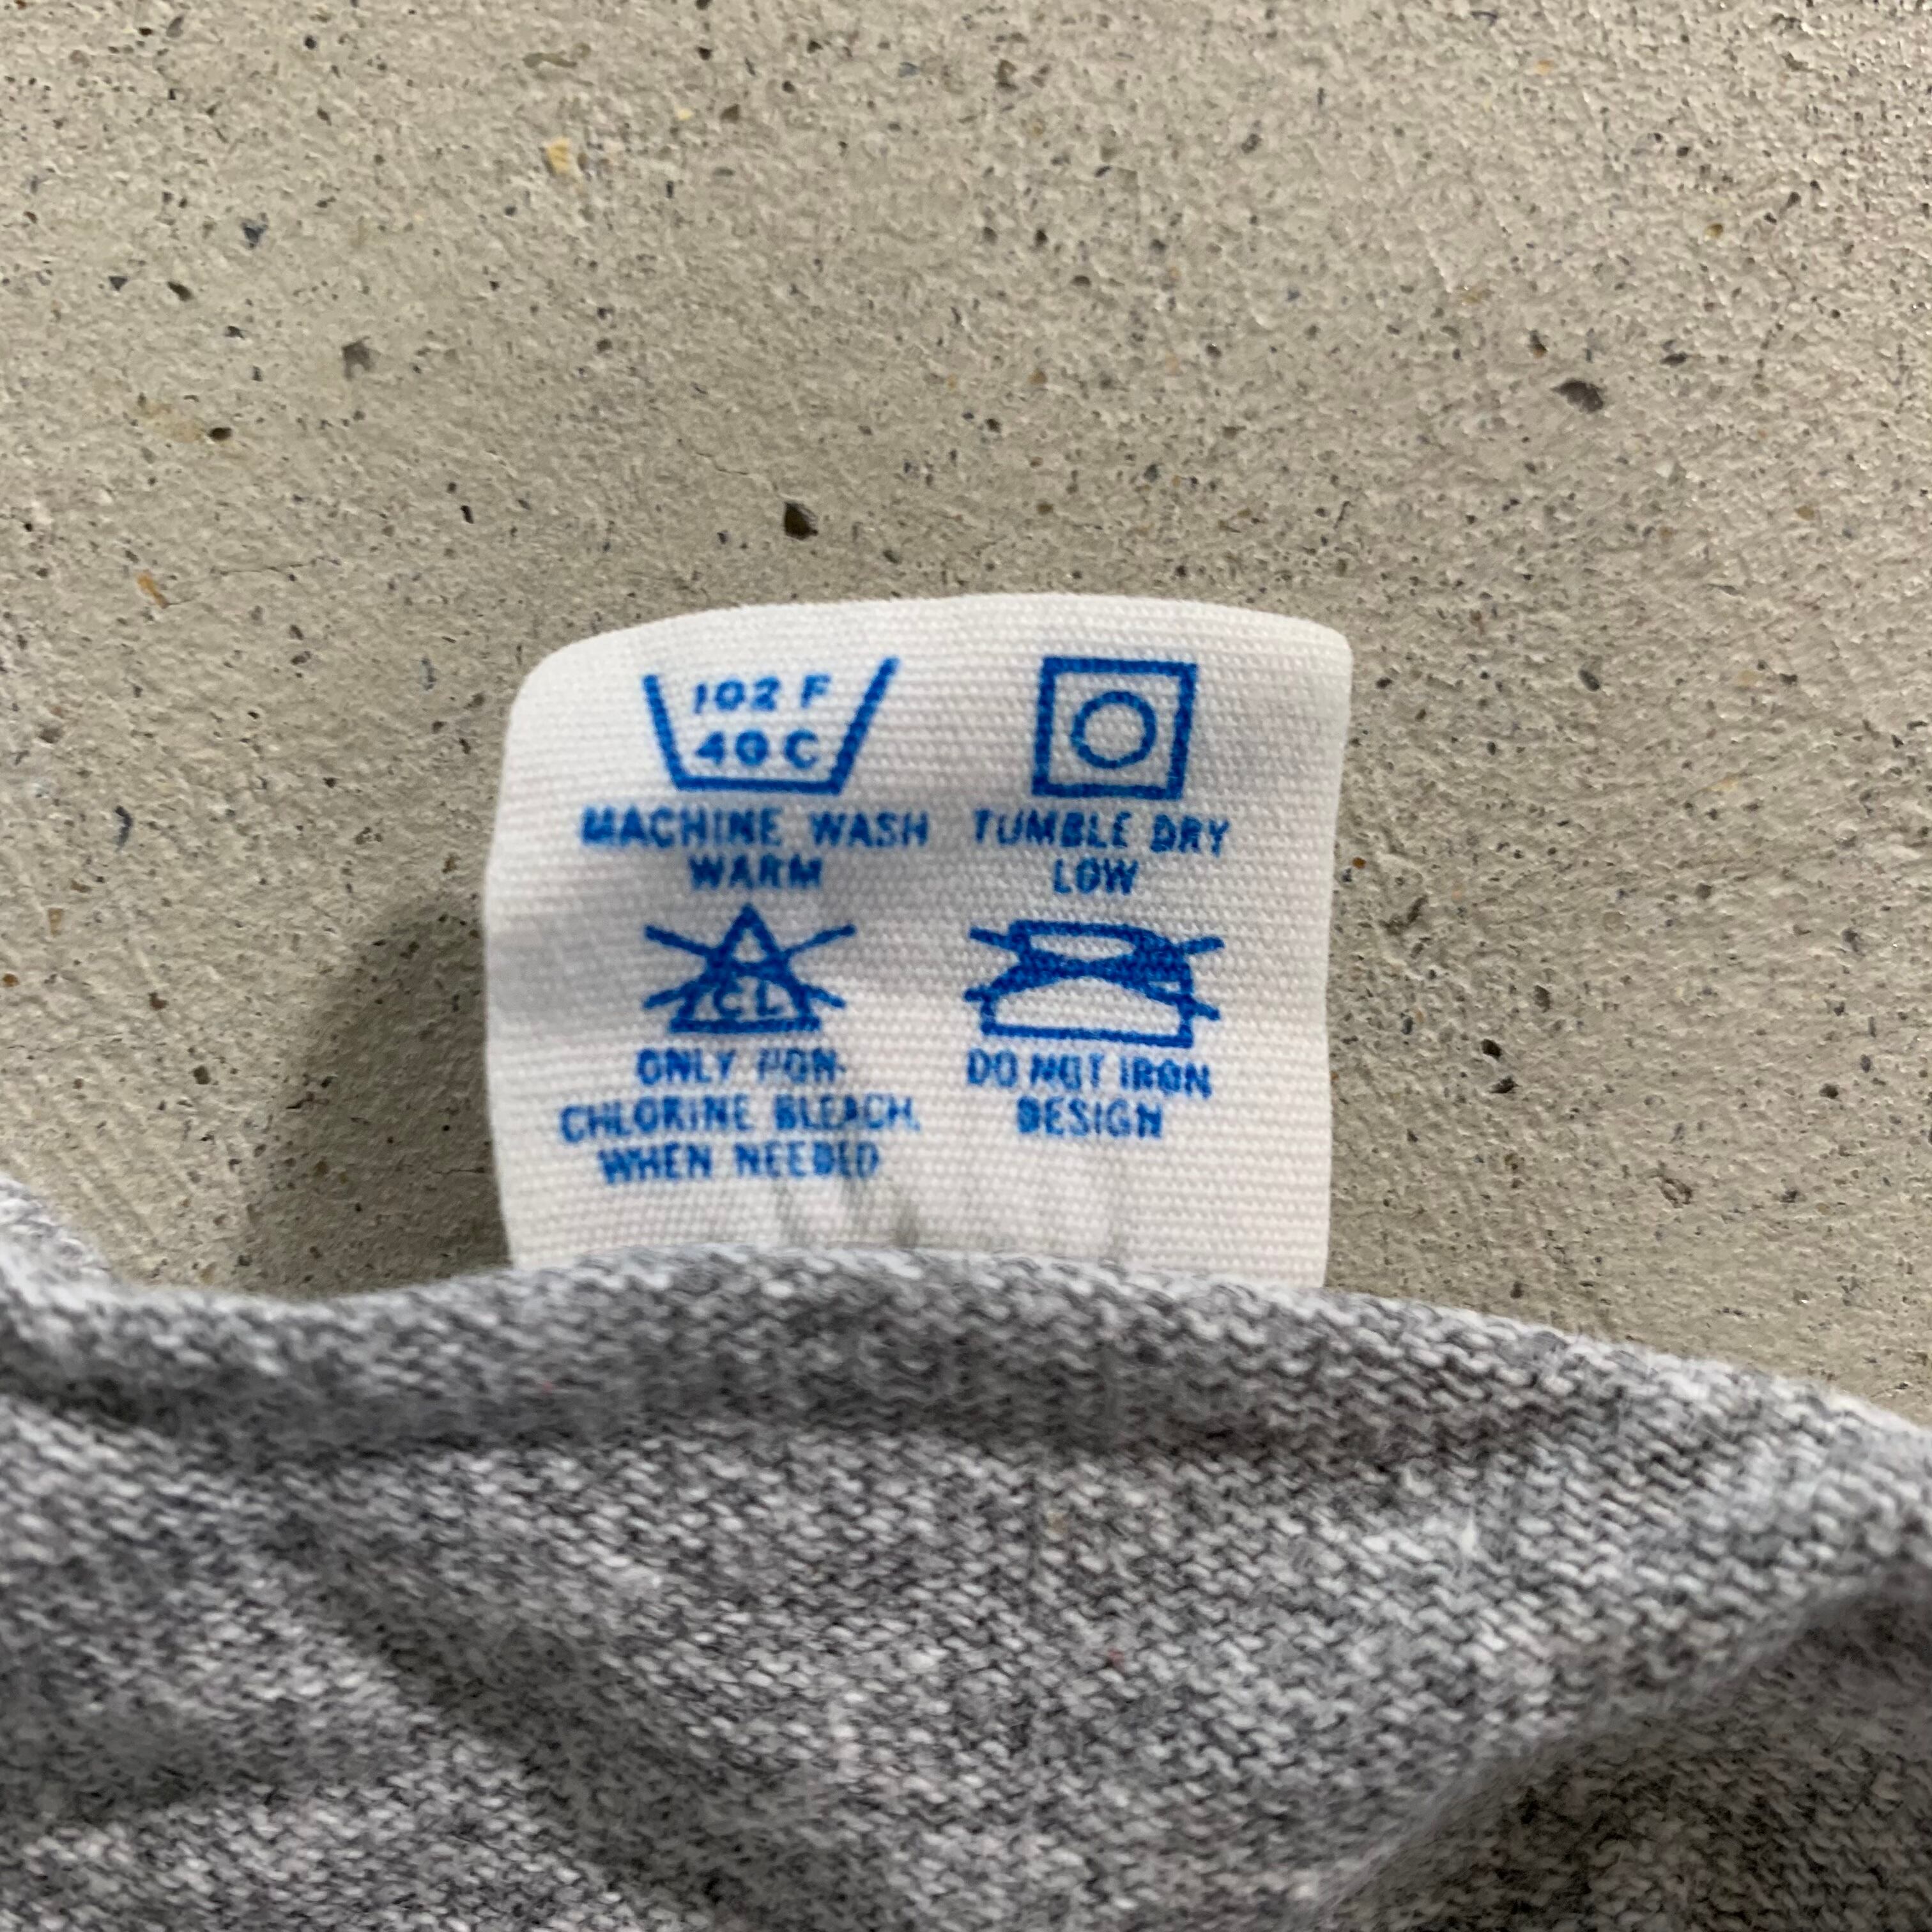 102 F
40 C
MACHINE WASH
WARM
TUMBLE DRY
LOW
CL
ONLY NON-
CHLORINE BLEACH,
WHEN NEEDED
DO NOT IRON
DESIGN